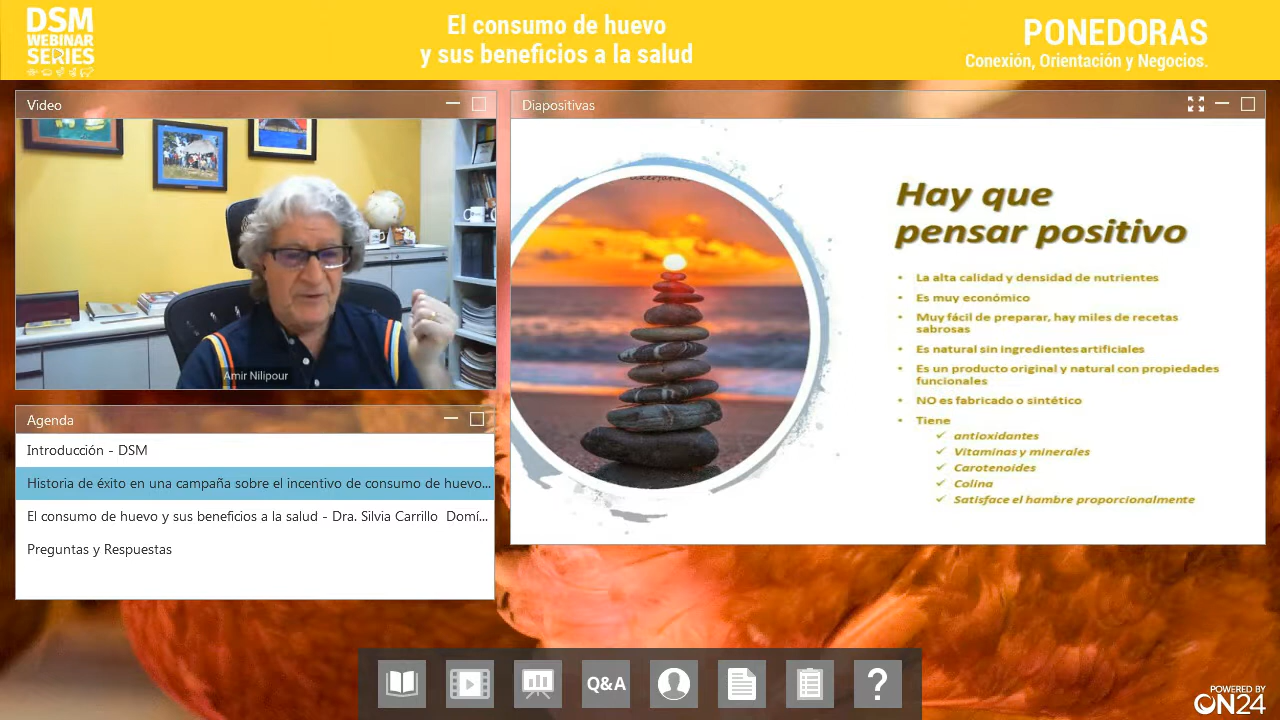 DSM
WEBINAR
SERIES
El consumo de huevo
y sus beneficios a la salud
PONEDORAS
Conexión, Orientación y Negocios.
Video
Amir Nilipour
Agenda
Introducción - DSM
Historia de éxito en una campaña sobre el incentivo de consumo de huevo...
El consumo de huevo y sus beneficios a la salud - Dra. Silvia Carrillo Domí...
Preguntas y Respuestas
Diapositivas
Hay que
pensar positivo
• La alta calidad y densidad de nutrientes
• Es muy económico
• Muy fácil de preparar, hay miles de recetas
sabrosas
• Es natural sin ingredientes artificiales
• Es un producto original y natural con propiedades
funcionales
• NO es fabricado o sintético
• Tiene
✓ antioxidantes
✓ Vitaminas y minerales
✓ Carotenoides
✓ Colina
✓ Satisface el hambre proporcionalmente
Q&A
?
POWERED BY
ON24